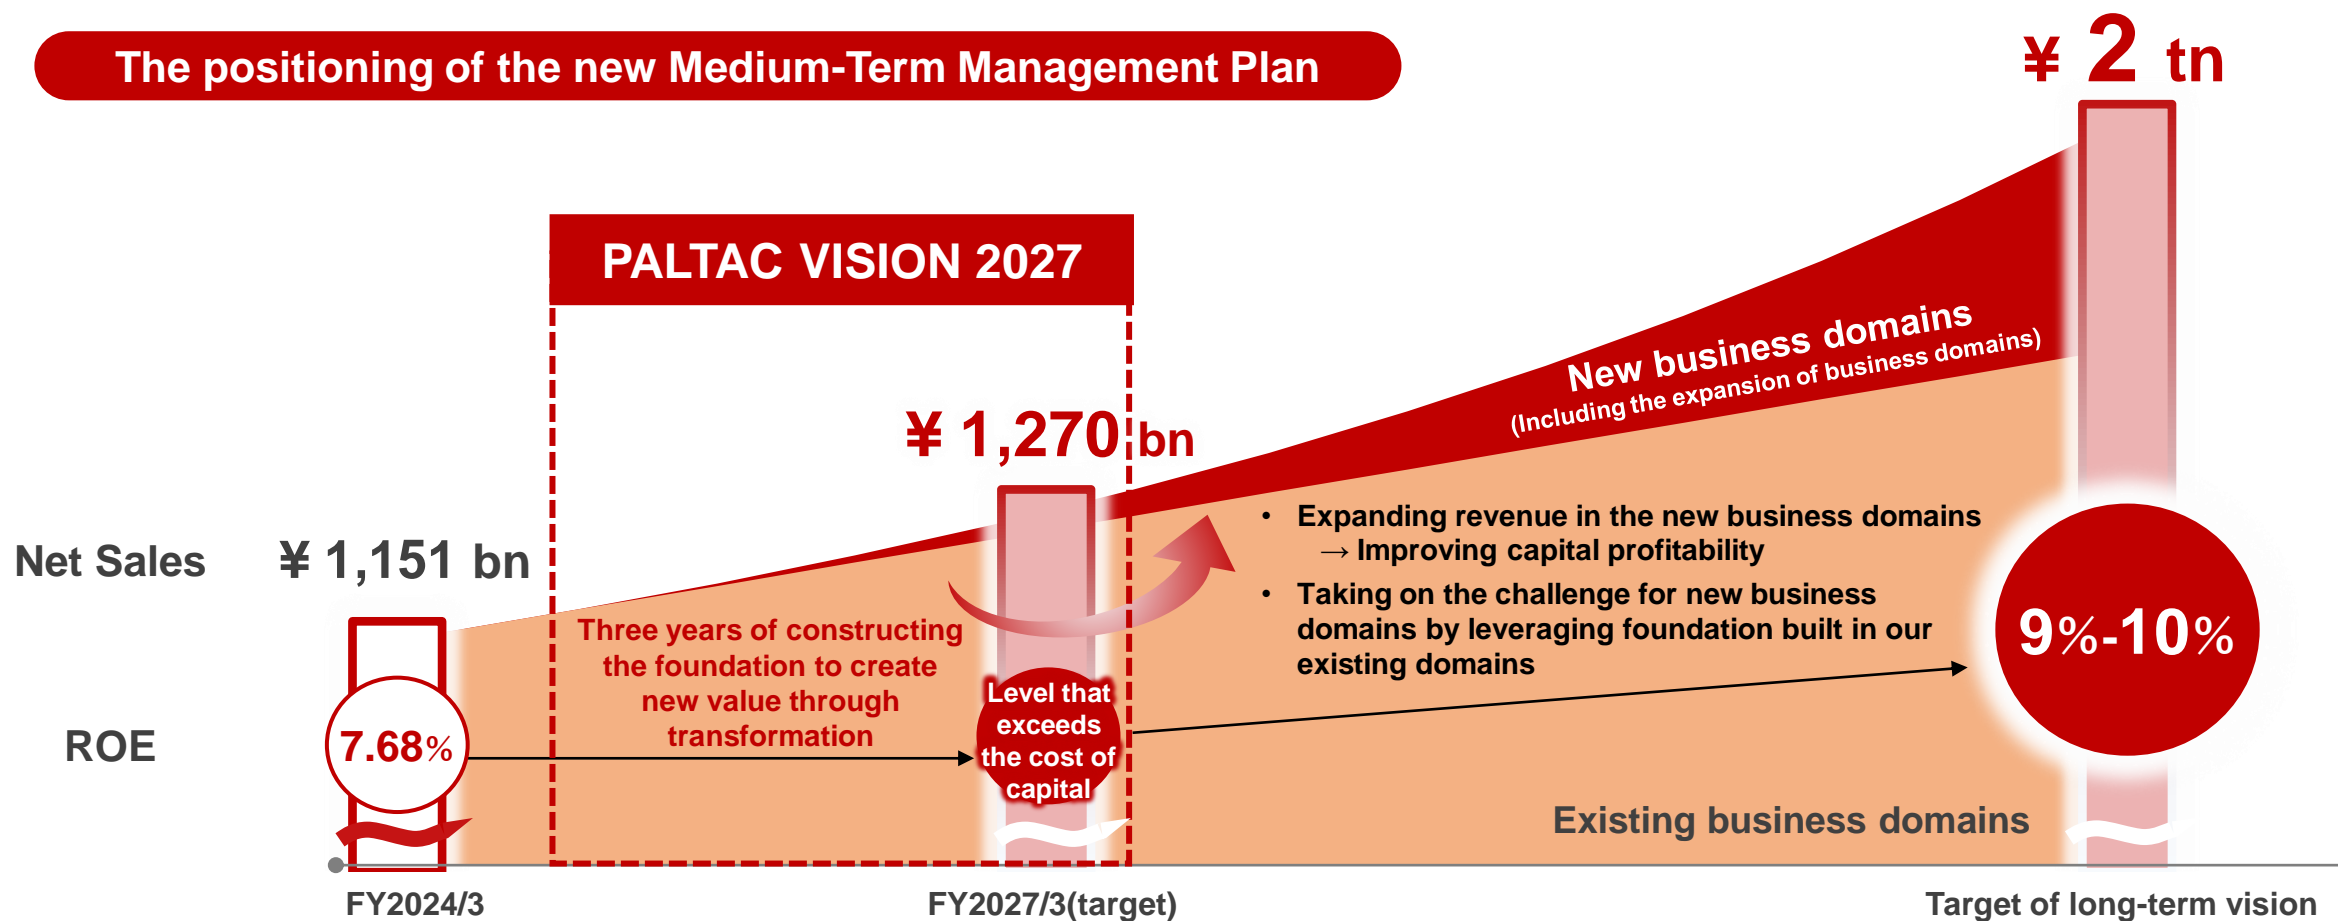 The positioning of the new Medium-Term Management Plan
¥ 2 tn
PALTAC VISION 2027
New business domains
(Including the expansion of business domains)
¥ 1,270 bn
Net Sales
¥ 1,151 bn
• Expanding revenue in the new business domains
→ Improving capital profitability
• Taking on the challenge for new business
domains by leveraging foundation built in our
existing domains
Three years of constructing
the foundation to create
new value through
transformation
ROE
7.68%
Level that
exceeds
the cost of
capital
9%-10%
Existing business domains
FY2024/3
FY2027/3(target)
Target of long-term vision